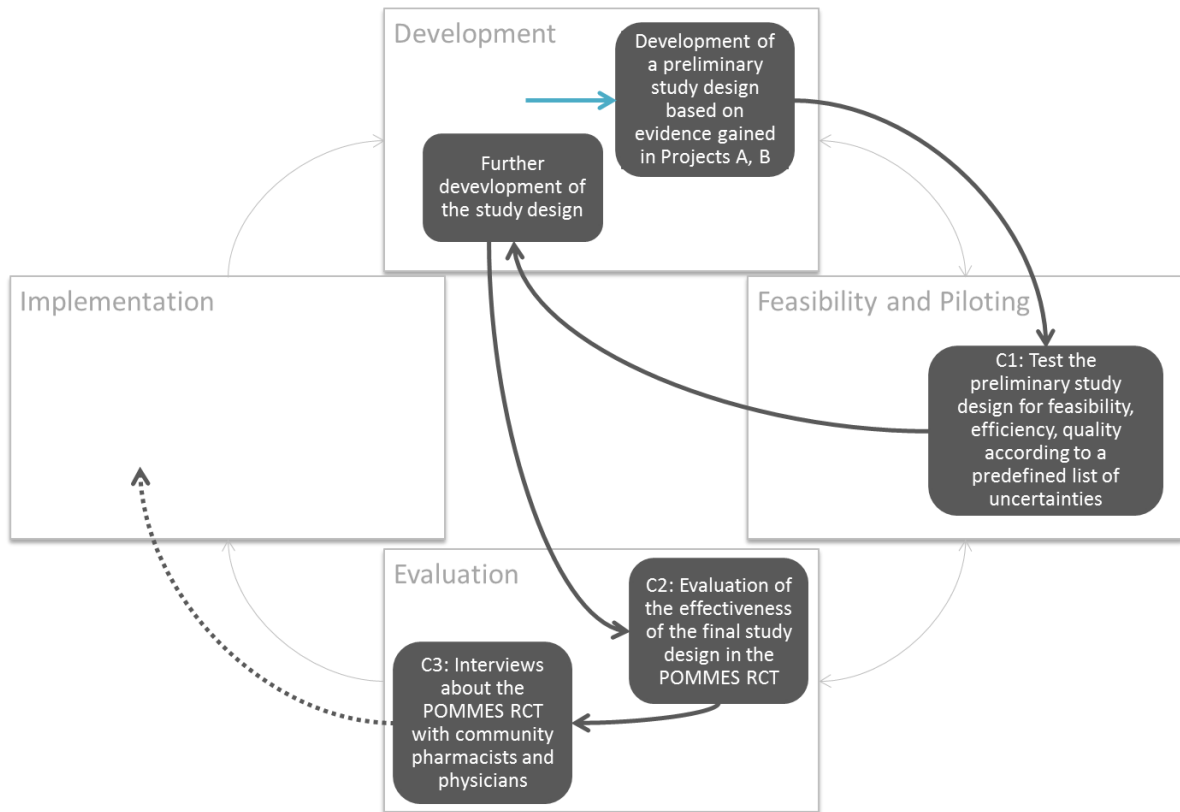 Development
Development of
a preliminary
study design
based on
evidence gained
in Projects A, B
Further
devevlopment of
the study design
Implementation
Feasibility and Piloting
C1: Test the
preliminary study
design for feasibility,
efficiency, quality
according to a
predefined list of
uncertainties
Evaluation
C2: Evaluation of
the effectiveness
of the final study
design in the
POMMES RCT
C3: Interviews
about the
POMMES RCT
with community
pharmacists and
physicians